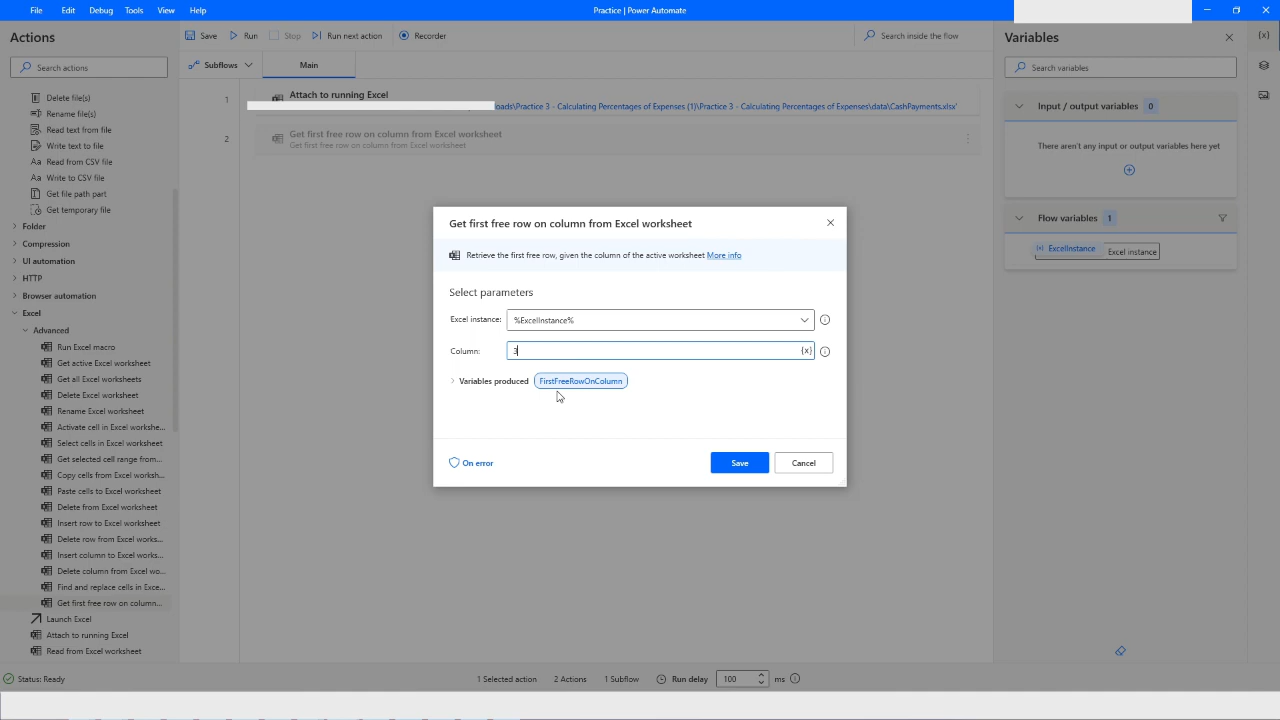 File Edit Debug Tools View Help
Practice | Power Automate
Actions
Search actions
Delete file(s)
Rename file(s)
Read text from file
Write text to file
Read from CSV file
Write to CSV file
Get file path part
Get temporary file
Folder
Compression
UI automation
HTTP
Browser automation
Excel
Advanced
Run Excel macro
Get active Excel worksheet
Get all Excel worksheets
Delete Excel worksheet
Rename Excel worksheet
Activate cell in Excel workshe...
Select cells in Excel worksheet
Get selected cell range from...
Copy cells from Excel worksh...
Paste cells to Excel worksheet
Delete from Excel worksheet
Insert row to Excel worksheet
Delete row from Excel works...
Insert column to Excel works...
Delete column from Excel wo...
Find and replace cells in Exce...
Get first free row on column...
Launch Excel
Attach to running Excel
Read from Excel worksheet
Save Run Stop Run next action Recorder
Search inside the flow
Subflows Main
1 Attach to running Excel
oads\Practice 3 - Calculating Percentages of Expenses (1)\Practice 3 - Calculating Percentages of Expenses\data\CashPayments.xlsx'
2 Get first free row on column from Excel worksheet
Get first free row on column from Excel worksheet
Get first free row on column from Excel worksheet
Retrieve the first free row, given the column of the active worksheet More info
Select parameters
Excel instance: %ExcelInstance%
Column: 3 {x}
Variables produced FirstFreeRowOnColumn
On error
Save Cancel
Variables
{x}
Search variables
Input / output variables 0
There aren't any input or output variables here yet
Flow variables 1
(x) ExcelInstance Excel instance
Status: Ready
1 Selected action 2 Actions 1 Subflow Run delay 100 ms